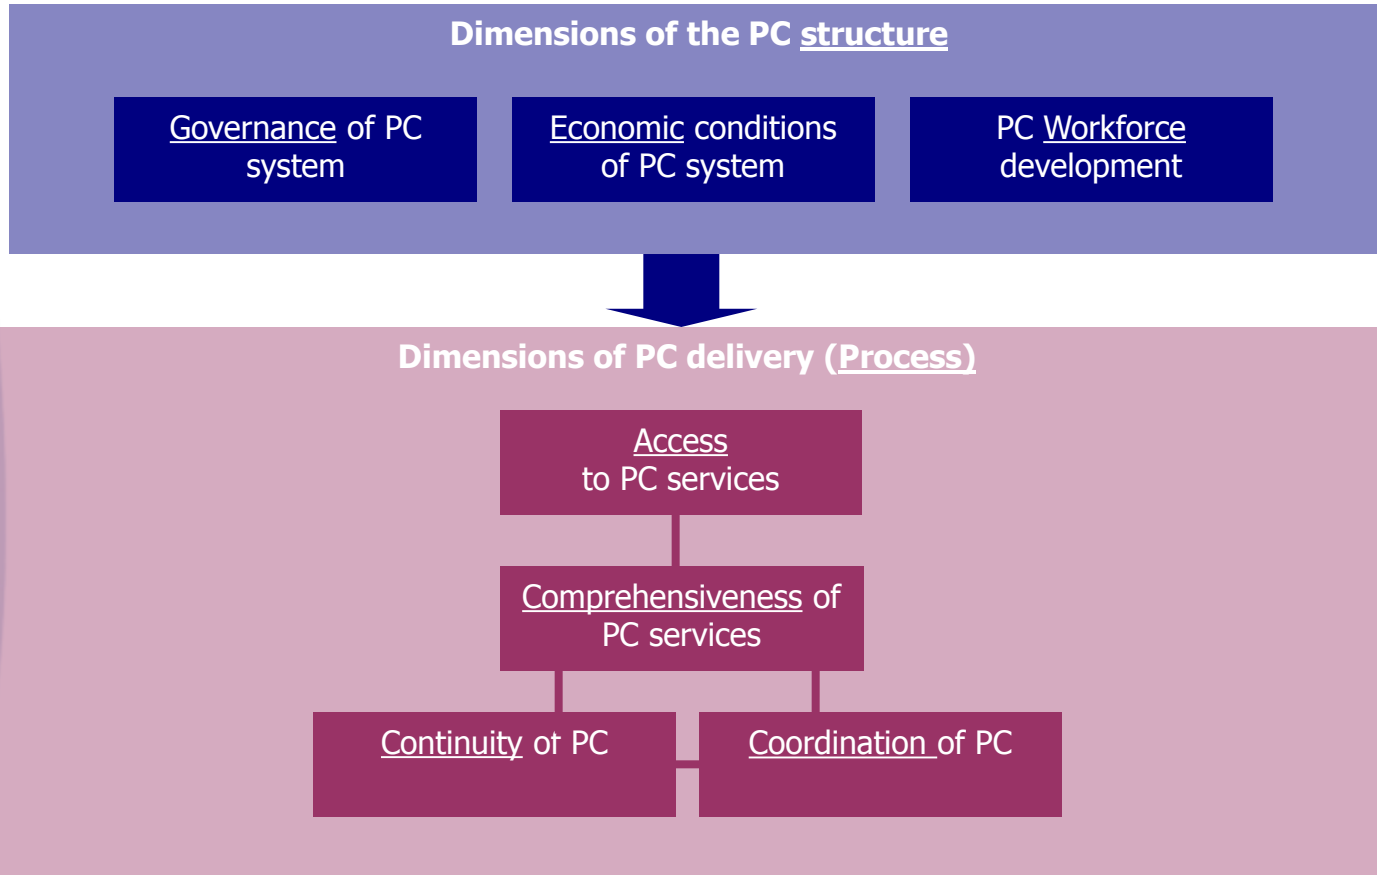 Dimensions of the PC structure
Governance of PC
system
Economic conditions
of PC system
PC Workforce
development
Dimensions of PC delivery (Process)
Access
to PC services
Comprehensiveness of
PC services
Continuity of PC
Coordination of PC